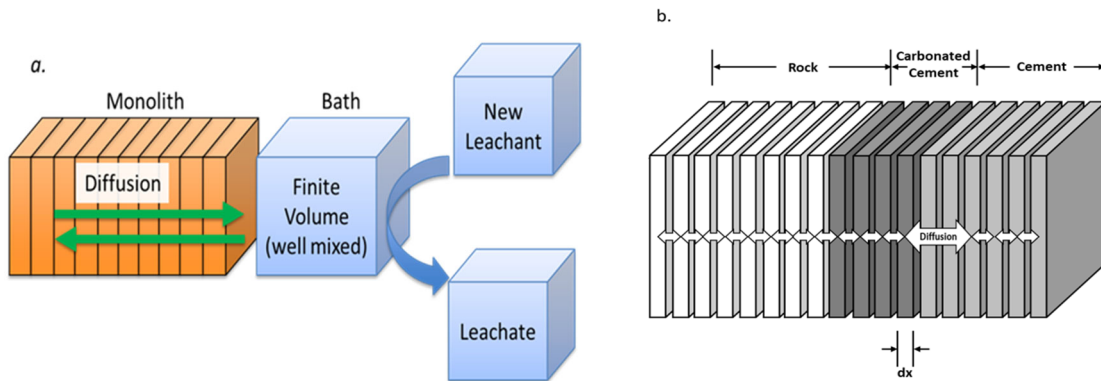 a.
Monolith
Bath
Diffusion
Finite
Volume
(well mixed)
New
Leachant
Leachate
b.
Rock
Carbonated
Cement
Cement
Diffusion
dx